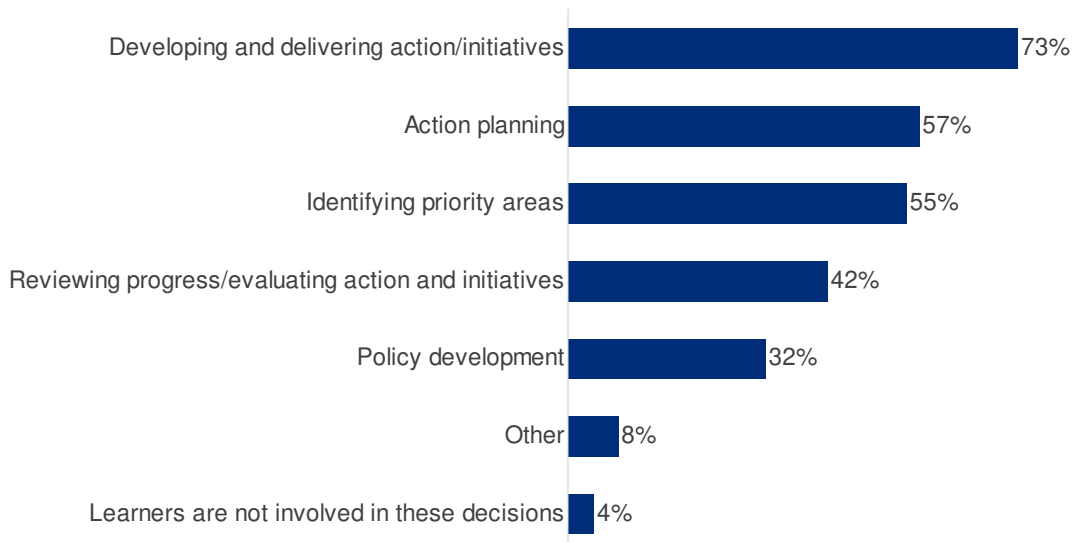 Developing and delivering action/initiatives 73%
Action planning 57%
Identifying priority areas 55%
Reviewing progress/evaluating action and initiatives 42%
Policy development 32%
Other 8%
Learners are not involved in these decisions 4%